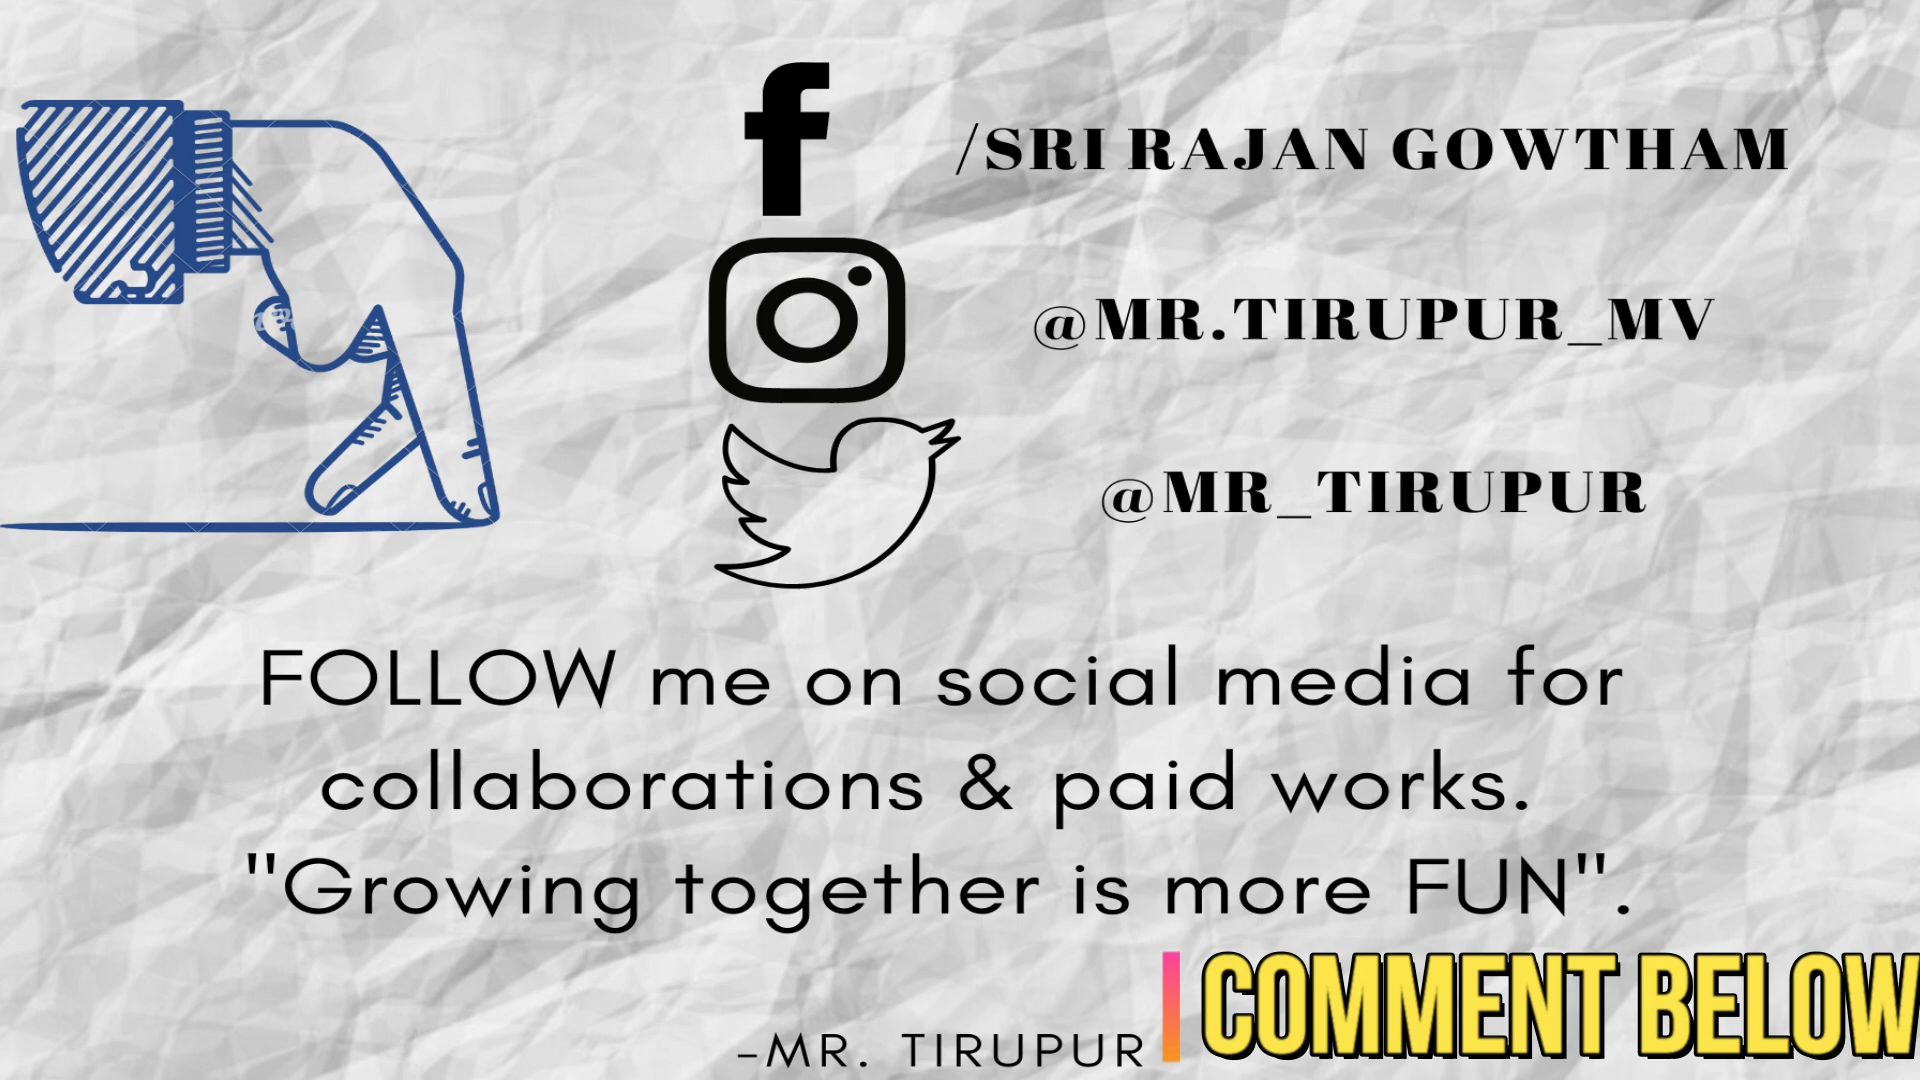 /SRI RAJAN GOWTHAM
@MR.TIRUPUR_MV
@MR_TIRUPUR
FOLLOW me on social media for
collaborations & paid works.
"Growing together is more FUN".
-MR. TIRUPUR
COMMENT BELOW